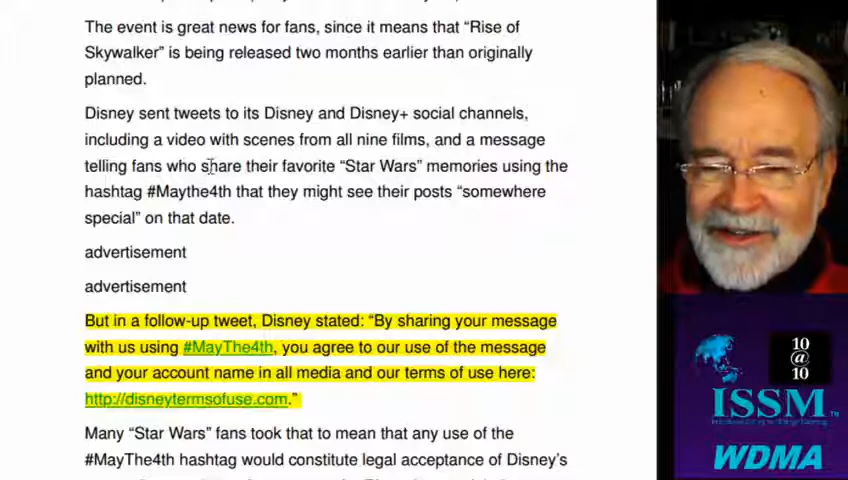 The event is great news for fans, since it means that “Rise of
Skywalker” is being released two months earlier than originally
planned.
Disney sent tweets to its Disney and Disney+ social channels,
including a video with scenes from all nine films, and a message
telling fans who share their favorite “Star Wars” memories using the
hashtag #Maythe4th that they might see their posts “somewhere
special” on that date.
advertisement
advertisement
But in a follow-up tweet, Disney stated: “By sharing your message
with us using #MayThe4th, you agree to our use of the message
and your account name in all media and our terms of use here:
http://disneytermsofuse.com.”
Many “Star Wars” fans took that to mean that any use of the
#MayThe4th hashtag would constitute legal acceptance of Disney’s
10
@
10
ISSM
WDMA